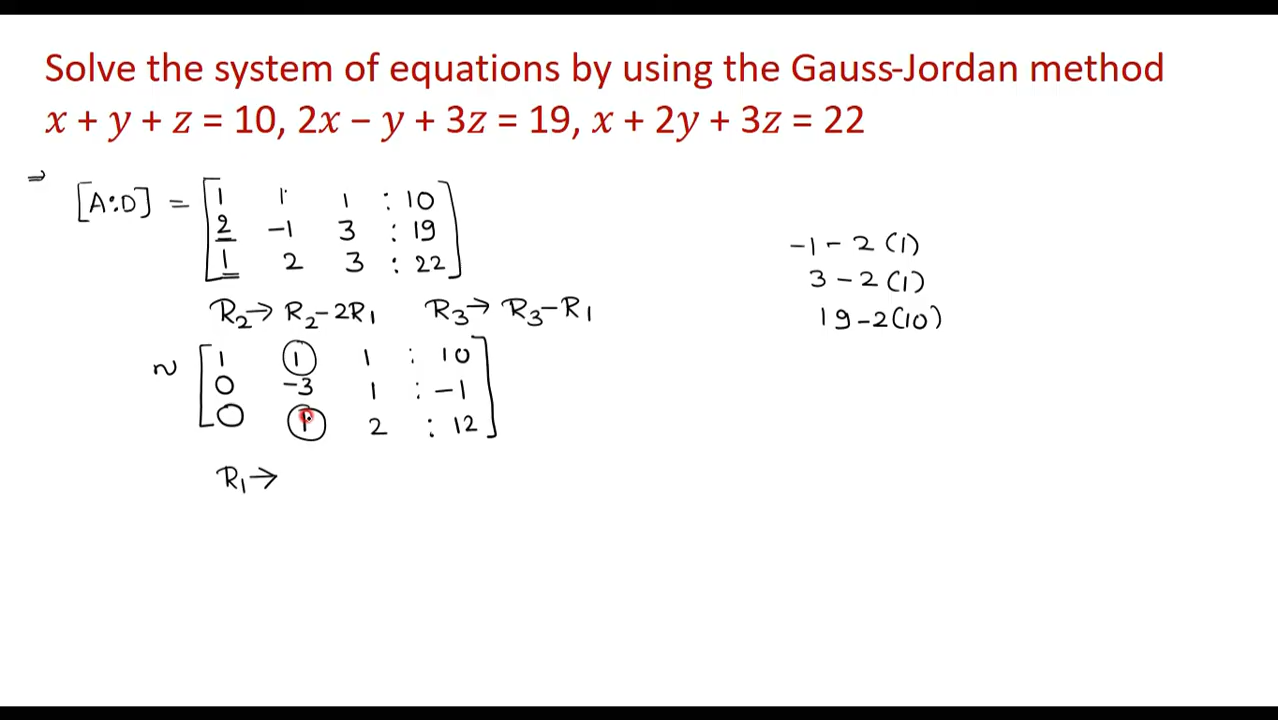 Solve the system of equations by using the Gauss-Jordan method
x + y + z = 10, 2x − y + 3z = 19, x + 2y + 3z = 22
⇒ [A:D] = [1 1 1 : 10
2 -1 3 : 19
1 2 3 : 22]
-1 - 2(1)
3 - 2(1)
19 - 2(10)
R₂→ R₂-2R₁ R₃→ R₃-R₁
~ [1 1 1 : 10
0 -3 1 : -1
0 1 2 : 12]
R₁→